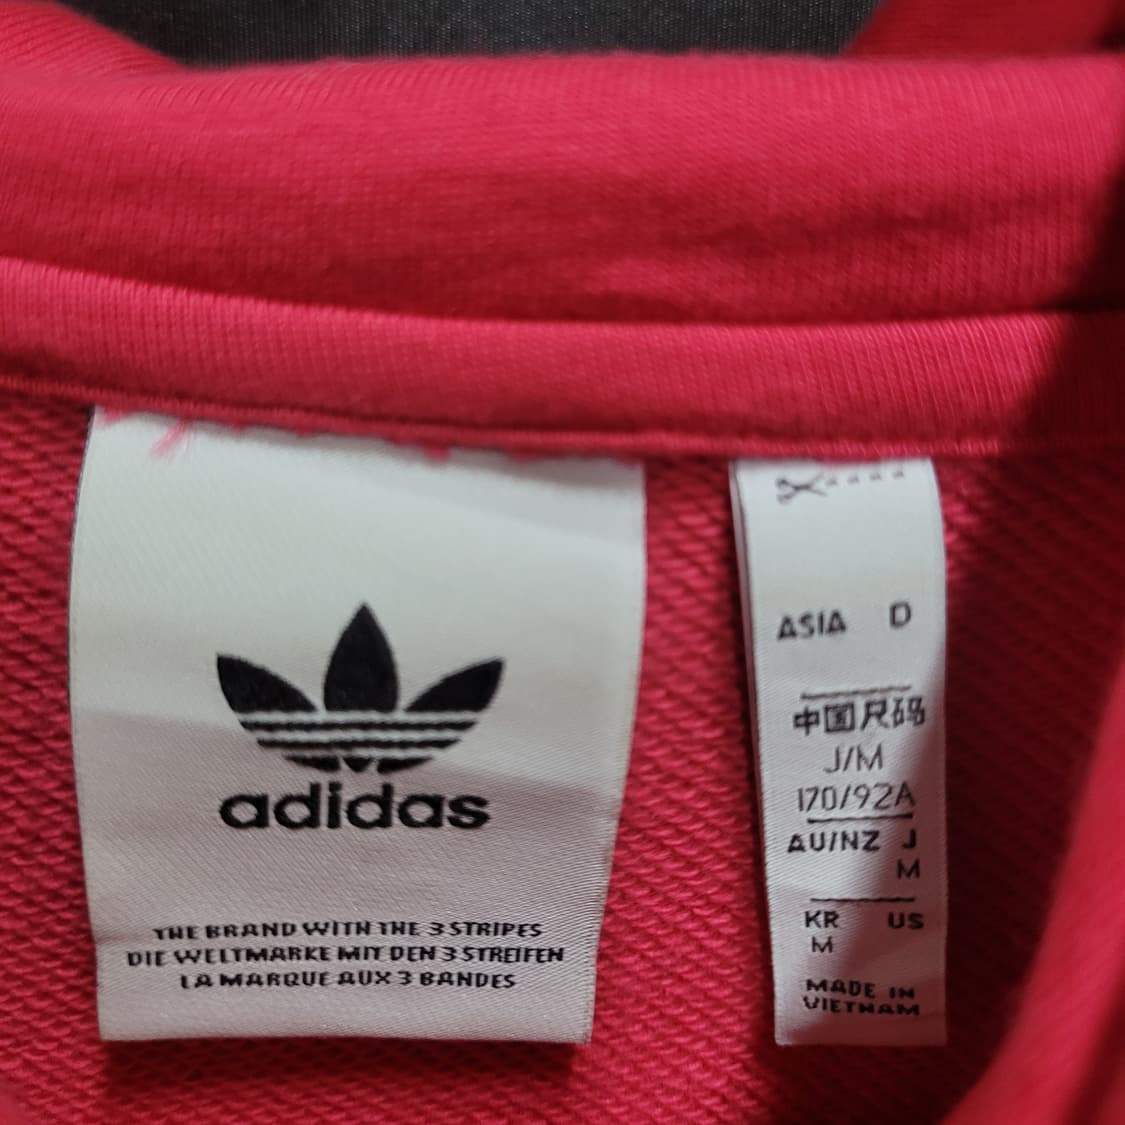 adidas
THE BRAND WITH THE 3 STRIPES
DIE WELTMARKE MIT DEN 3 STREIFEN
LA MARQUE AUX 3 BANDES
ASIA D
中国尺码
J/M
170/92A
AU/NZ J
M
KR US
M
MADE IN
VIETNAM